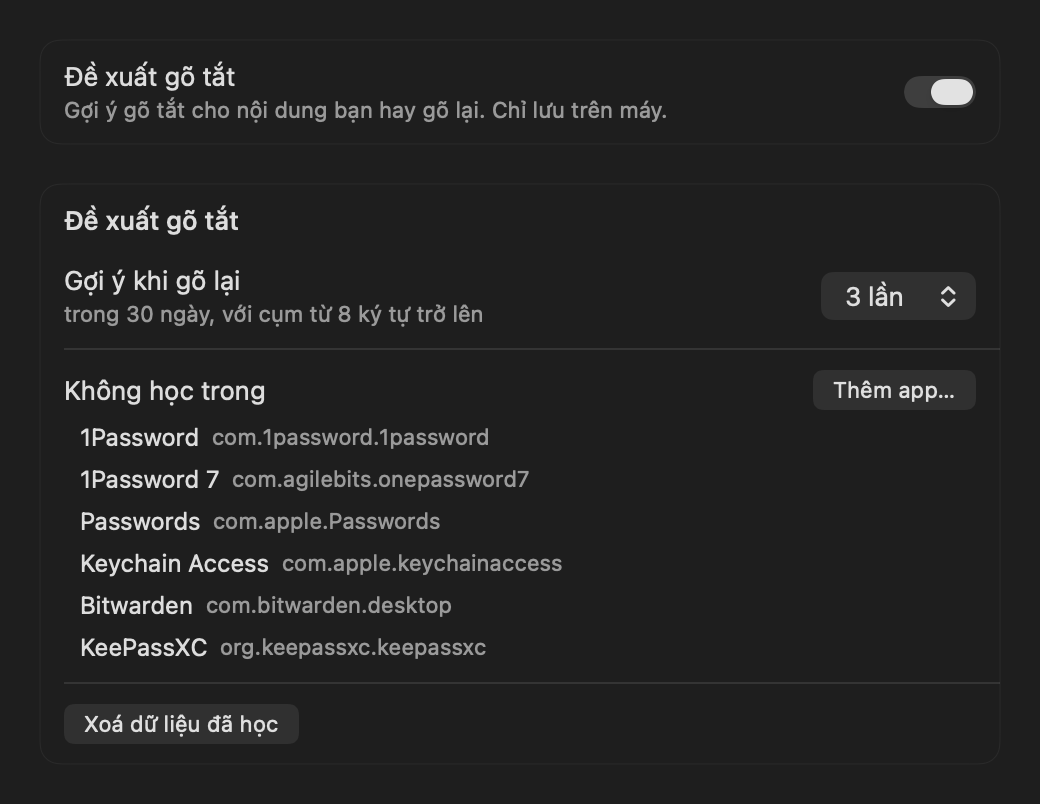 Đề xuất gõ tắt
Gợi ý gõ tắt cho nội dung bạn hay gõ lại. Chỉ lưu trên máy.
Đề xuất gõ tắt
Gợi ý khi gõ lại
trong 30 ngày, với cụm từ 8 ký tự trở lên
3 lần
Không học trong
Thêm app...
1Password com.1password.1password
1Password 7 com.agilebits.onepassword7
Passwords com.apple.Passwords
Keychain Access com.apple.keychainaccess
Bitwarden com.bitwarden.desktop
KeePassXC org.keepassxc.keepassxc
Xoá dữ liệu đã học